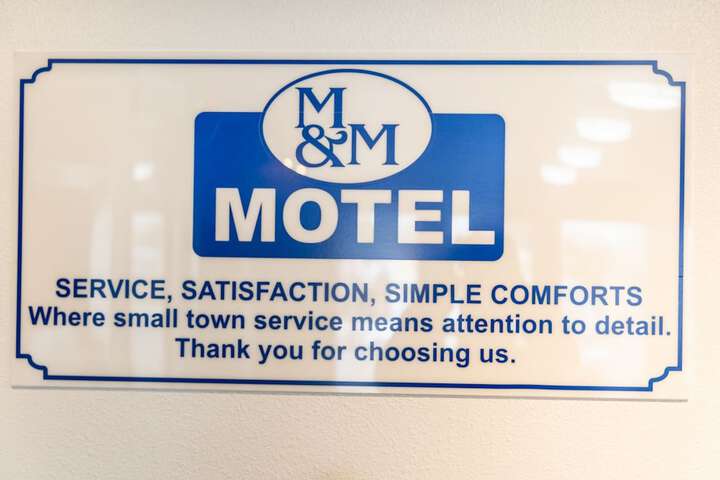 M
&M
MOTEL
SERVICE, SATISFACTION, SIMPLE COMFORTS
Where small town service means attention to detail.
Thank you for choosing us.